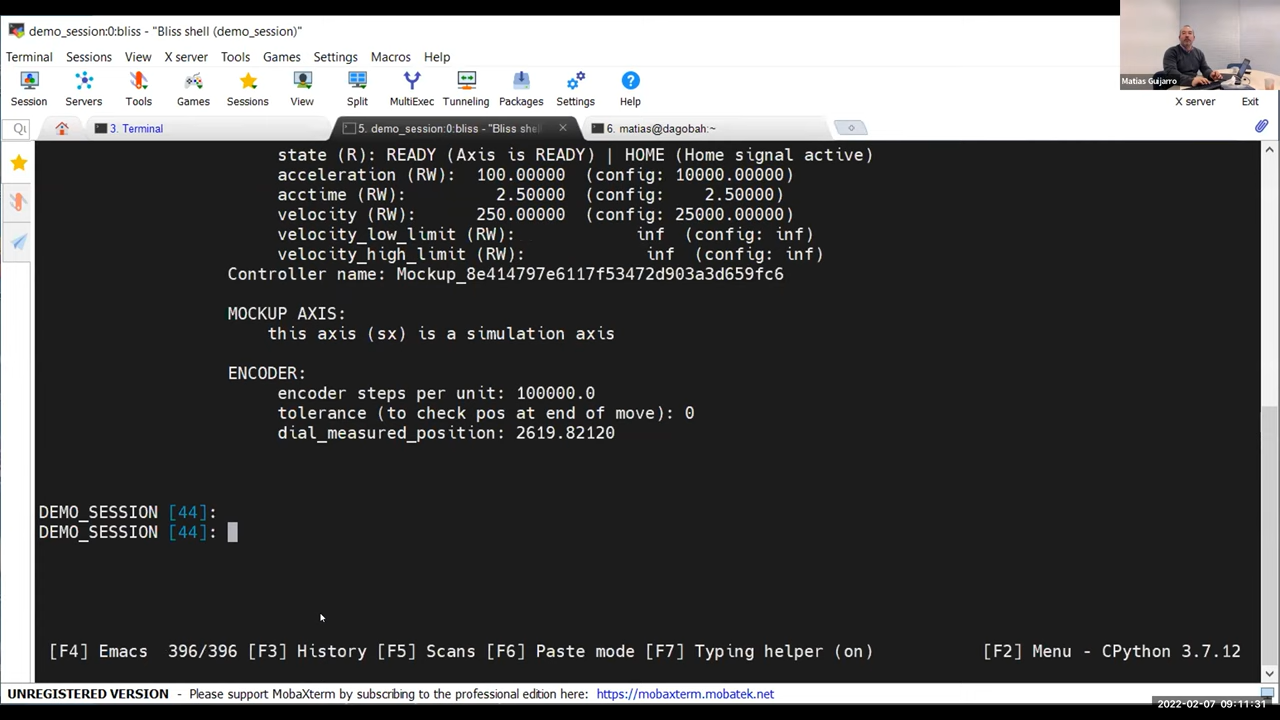 demo_session:0:bliss - "Bliss shell (demo_session)"
Terminal Sessions View X server Tools Games Settings Macros Help
Session Servers Tools Games Sessions View Split MultiExec Tunneling Packages Settings Help
Matias Guijarro
X server Exit
Qu
3. Terminal
5. demo_session:0:bliss - "Bliss shell
6. matias@dagobah:~
state (R): READY (Axis is READY) | HOME (Home signal active)
acceleration (RW): 100.00000 (config: 10000.00000)
acctime (RW): 2.50000 (config: 2.50000)
velocity (RW): 250.00000 (config: 25000.00000)
velocity_low_limit (RW): inf (config: inf)
velocity_high_limit (RW): inf (config: inf)
Controller name: Mockup_8e414797e6117f53472d903a3d659fc6
MOCKUP AXIS:
this axis (sx) is a simulation axis
ENCODER:
encoder steps per unit: 100000.0
tolerance (to check pos at end of move): 0
dial_measured_position: 2619.82120
DEMO_SESSION [44]:
DEMO_SESSION [44]:
[F4] Emacs 396/396 [F3] History [F5] Scans [F6] Paste mode [F7] Typing helper (on) [F2] Menu - CPython 3.7.12
UNREGISTERED VERSION - Please support MobaXterm by subscribing to the professional edition here: https://mobaxterm.mobatek.net
2022-02-07 09:11:31